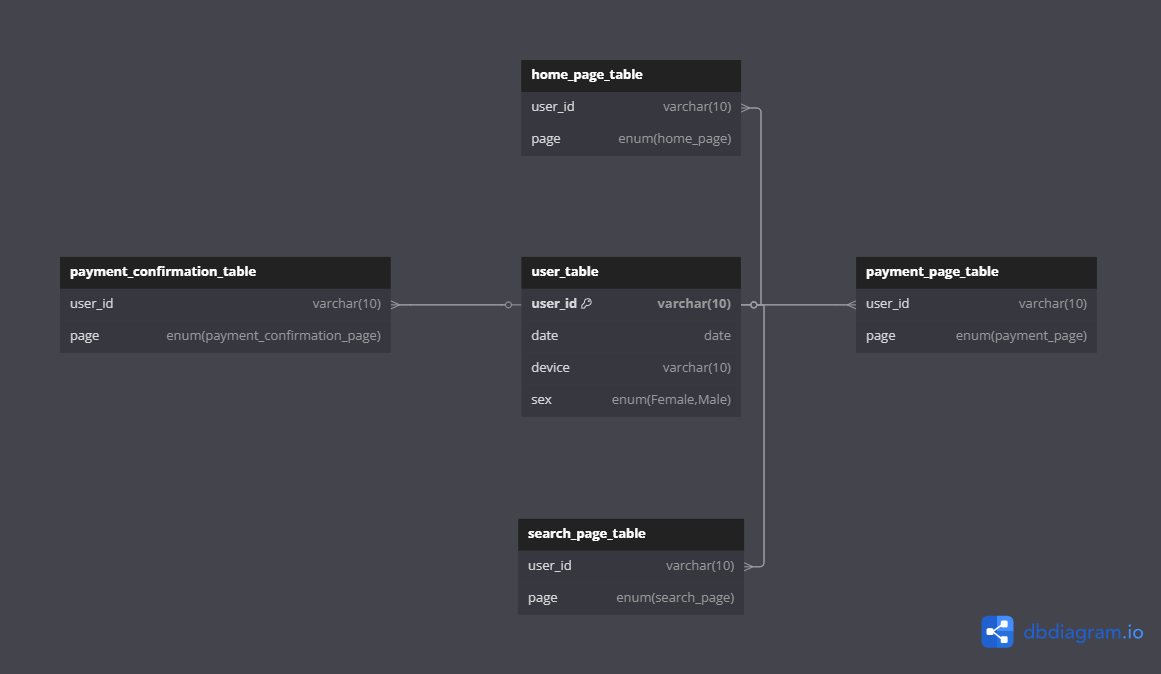 home_page_table
user_id varchar(10)
page enum(home_page)
payment_confirmation_table
user_id varchar(10)
page enum(payment_confirmation_page)
user_table
user_id varchar(10)
date date
device varchar(10)
sex enum(Female,Male)
payment_page_table
user_id varchar(10)
page enum(payment_page)
search_page_table
user_id varchar(10)
page enum(search_page)
dbdiagram.io